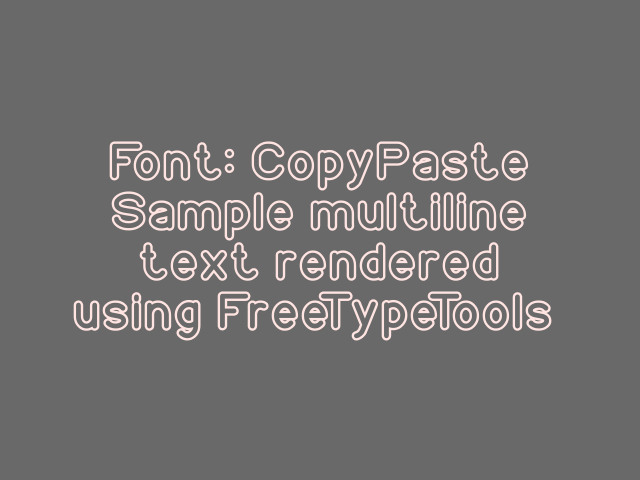 Font: CopyPaste
Sample multiline
text rendered
using FreeTypeTools